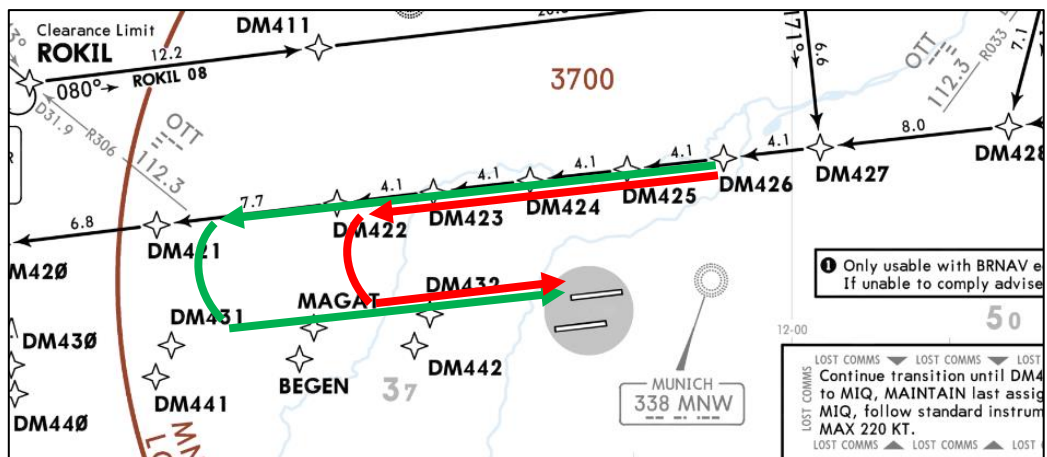 Clearance Limit
ROKIL
12.2
080°
ROKIL 08
DM411
D31.9
R306
OTT
112.3
3700
171°
6.6
OTT
112.3
R033
7.1
6.8
7.7
4.1
4.1
4.1
4.1
4.1
8.0
DM421
DM422
DM423
DM424
DM425
DM426
DM427
DM428
M420
DM430
DM440
DM431
DM441
MAGAT
BEGEN
DM432
DM442
37
MUNICH
338 MNW
12-00
50
1 Only usable with BRNAV e
If unable to comply advise
LOST COMMS LOST COMMS LOST
LOST COMMS
Continue transition until DM4
to MIQ, MAINTAIN last assig
MIQ, follow standard instrum
MAX 220 KT.
LOST COMMS LOST COMMS LOST